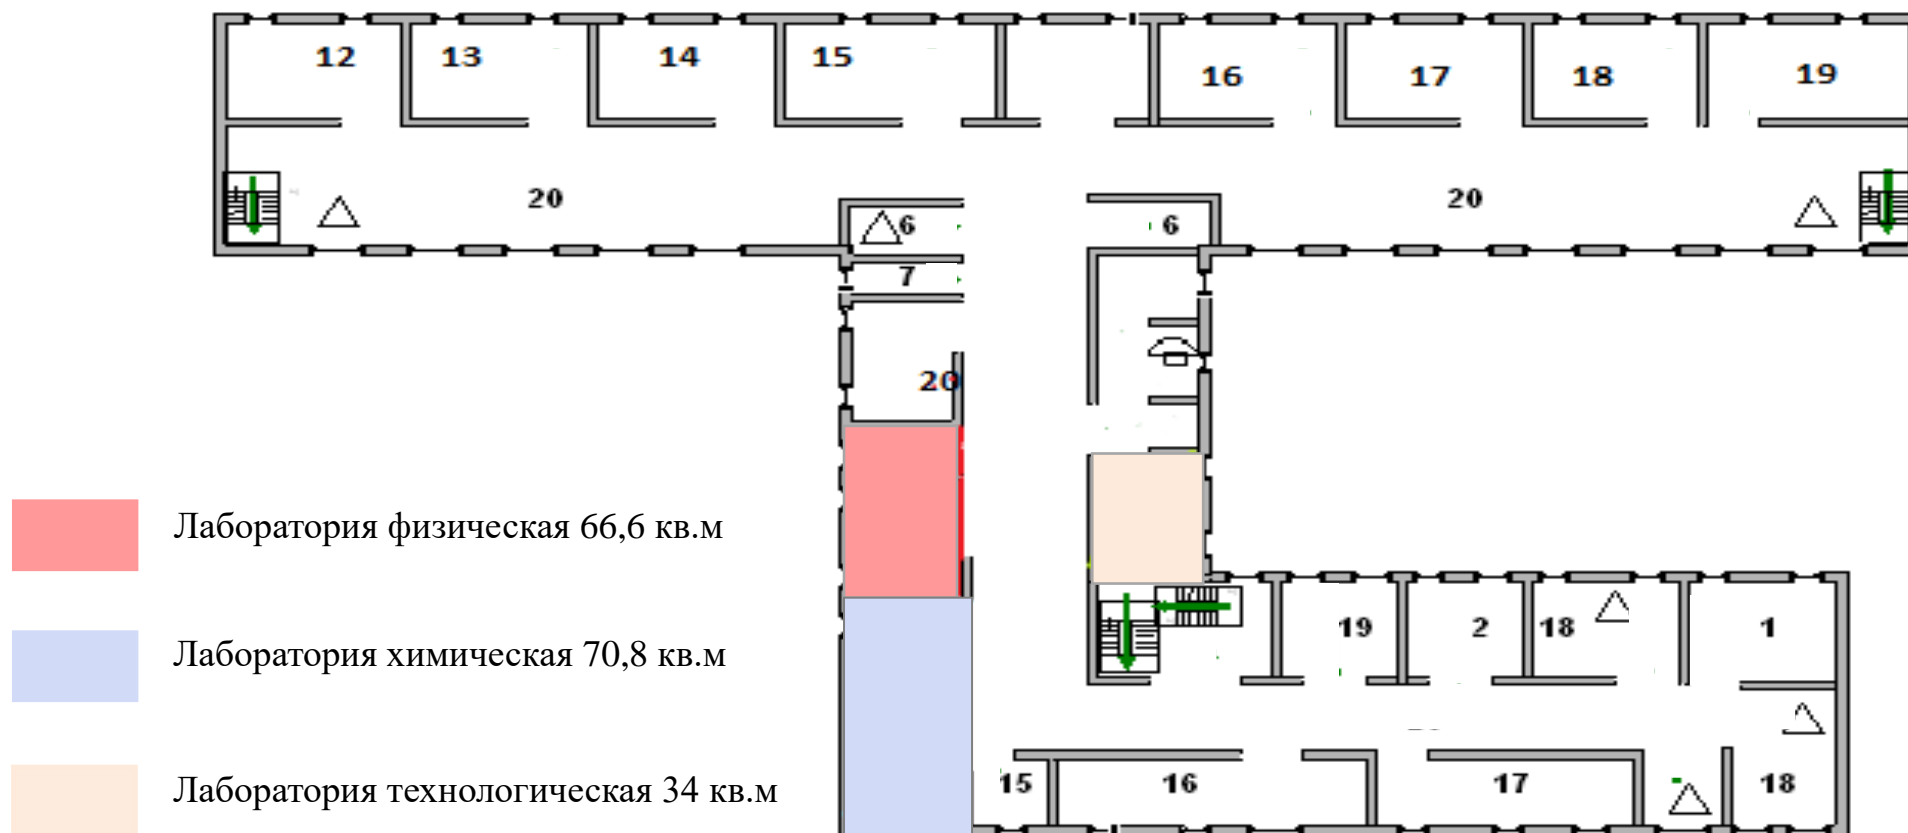 12 13 14 15 16 17 18 19
20 20
6 6
7
20
Лаборатория физическая 66,6 кв.м
19 2 18 1
Лаборатория химическая 70,8 кв.м
15 16 17 18
Лаборатория технологическая 34 кв.м